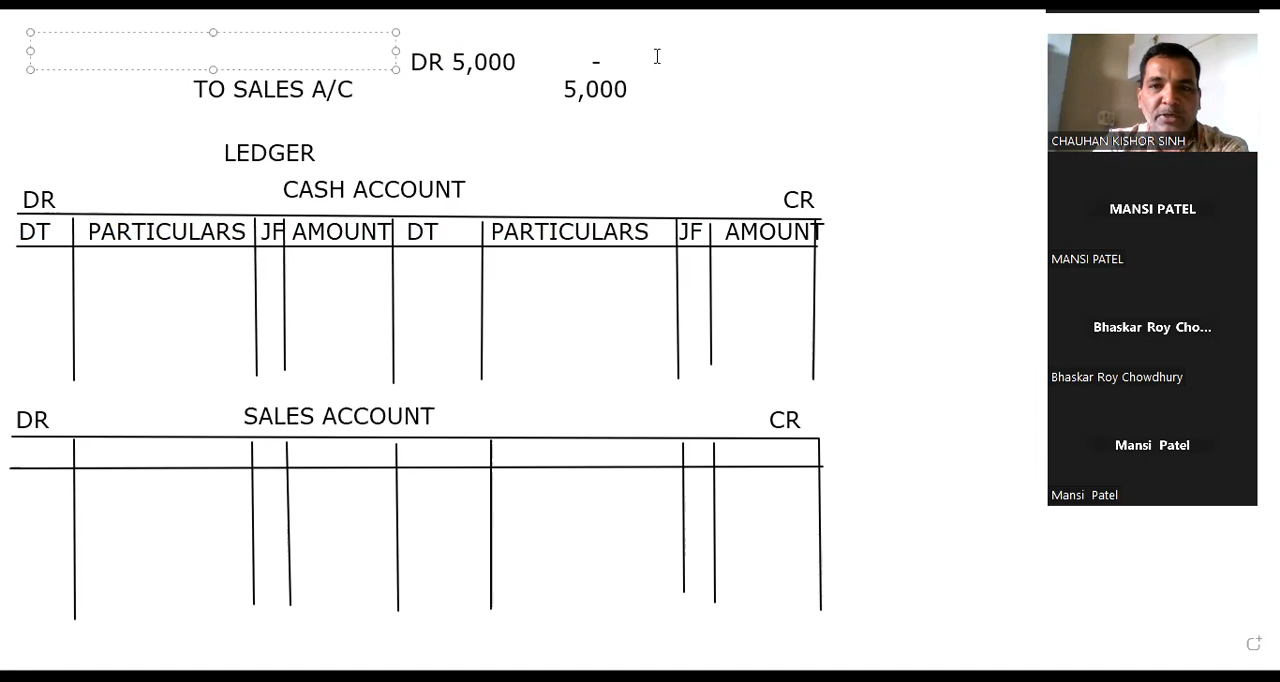 DR 5,000 -
TO SALES A/C 5,000
LEDGER
CASH ACCOUNT
DR CR
DT PARTICULARS JF AMOUNT DT PARTICULARS JF AMOUNT
SALES ACCOUNT
DR CR
CHAUHAN KISHOR SINH
MANSI PATEL
MANSI PATEL
Bhaskar Roy Cho...
Bhaskar Roy Chowdhury
Mansi Patel
Mansi Patel